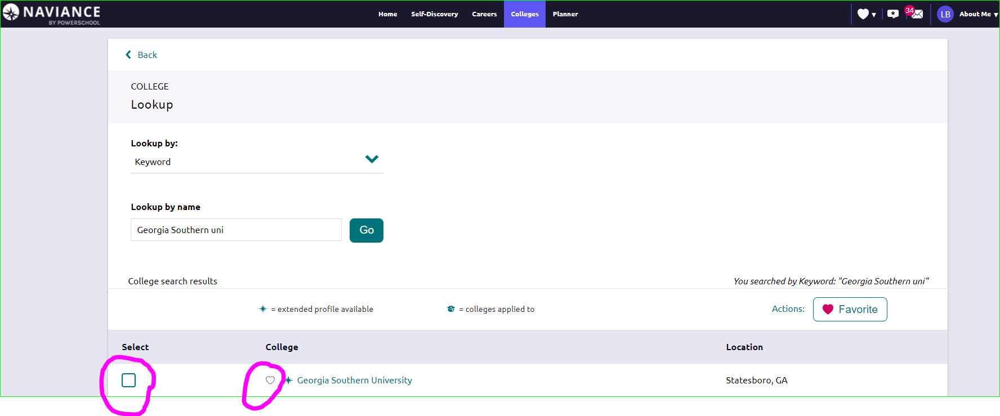 NAVIANCE
BY POWERSCHOOL
Home Self-Discovery Careers Colleges Planner
34
LB About Me
Back
COLLEGE
Lookup
Lookup by:
Keyword
Lookup by name
Georgia Southern uni Go
College search results You searched by Keyword: "Georgia Southern uni"
= extended profile available = colleges applied to Actions: Favorite
Select College Location
Georgia Southern University Statesboro, GA